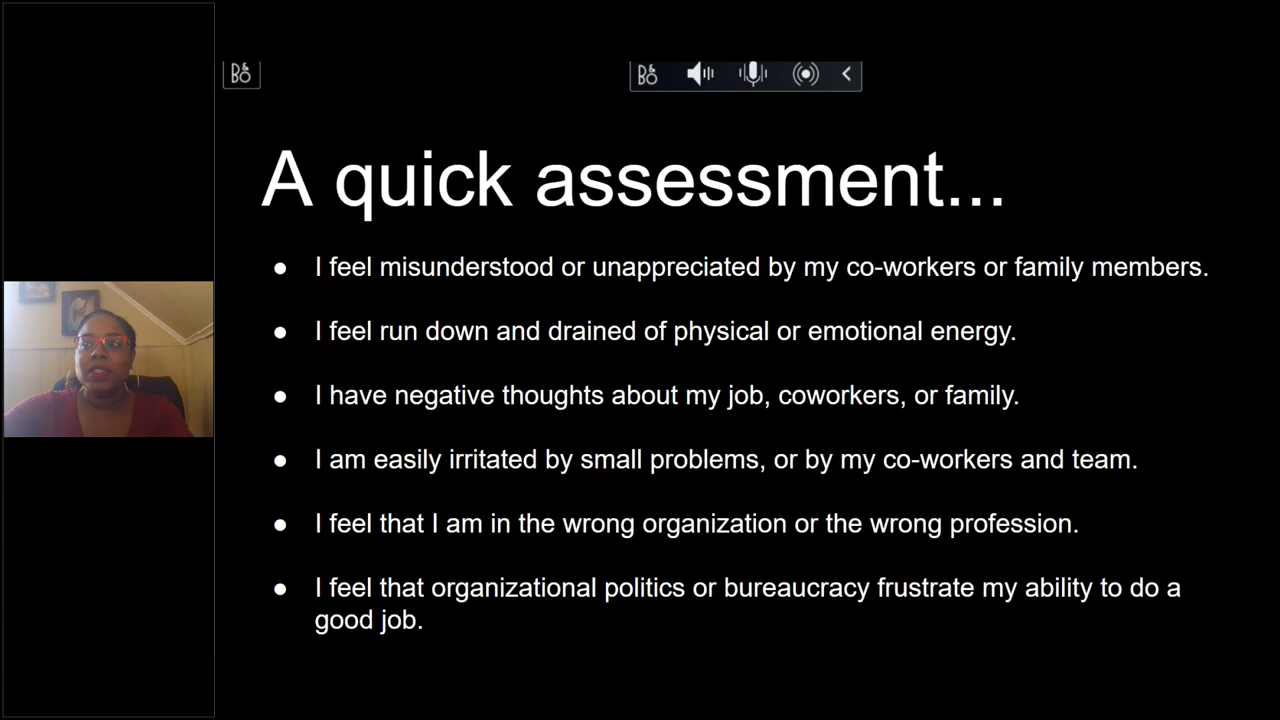 B&O
B&O
A quick assessment...
● I feel misunderstood or unappreciated by my co-workers or family members.
● I feel run down and drained of physical or emotional energy.
● I have negative thoughts about my job, coworkers, or family.
● I am easily irritated by small problems, or by my co-workers and team.
● I feel that I am in the wrong organization or the wrong profession.
● I feel that organizational politics or bureaucracy frustrate my ability to do a
good job.